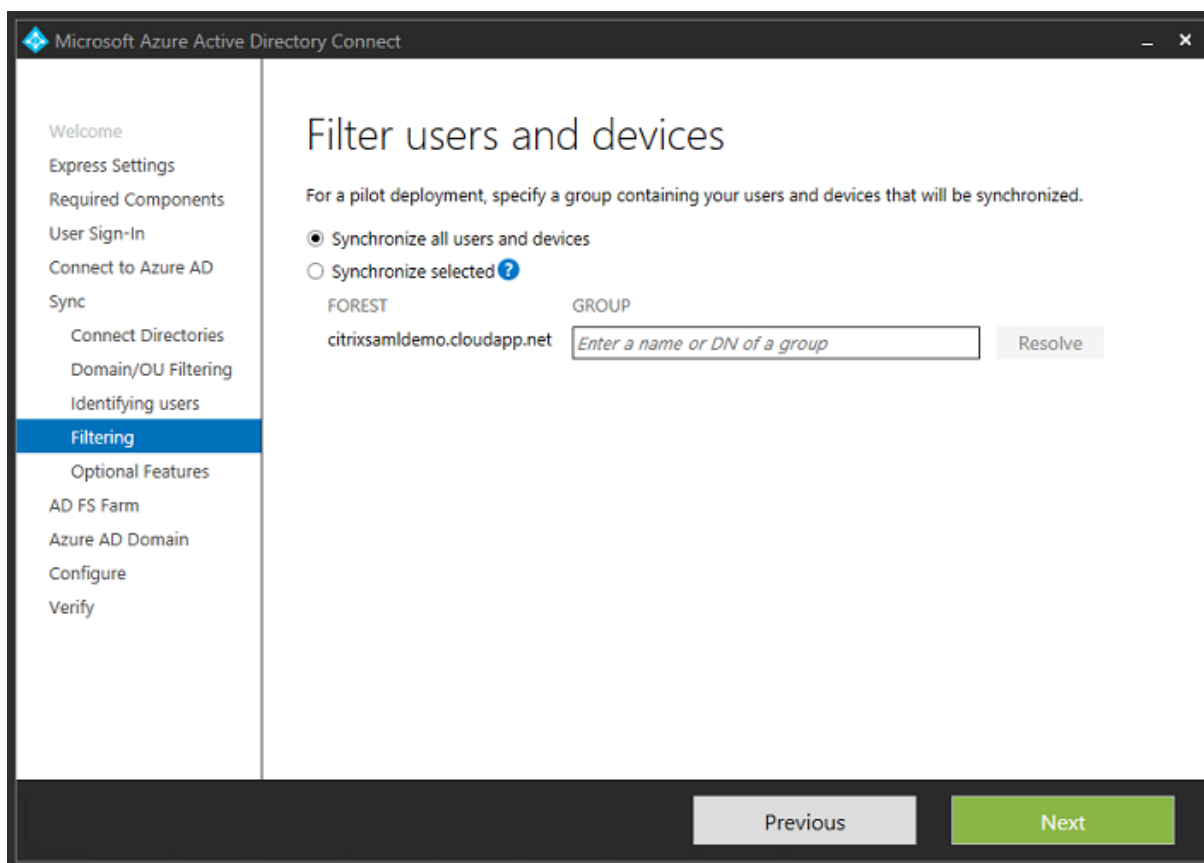 Microsoft Azure Active Directory Connect
Welcome
Express Settings
Required Components
User Sign-In
Connect to Azure AD
Sync
Connect Directories
Domain/OU Filtering
Identifying users
Filtering
Optional Features
AD FS Farm
Azure AD Domain
Configure
Verify
Filter users and devices
For a pilot deployment, specify a group containing your users and devices that will be synchronized.
Synchronize all users and devices
Synchronize selected ?
FOREST GROUP
citrixsamldemo.cloudapp.net Enter a name or DN of a group Resolve
Previous Next